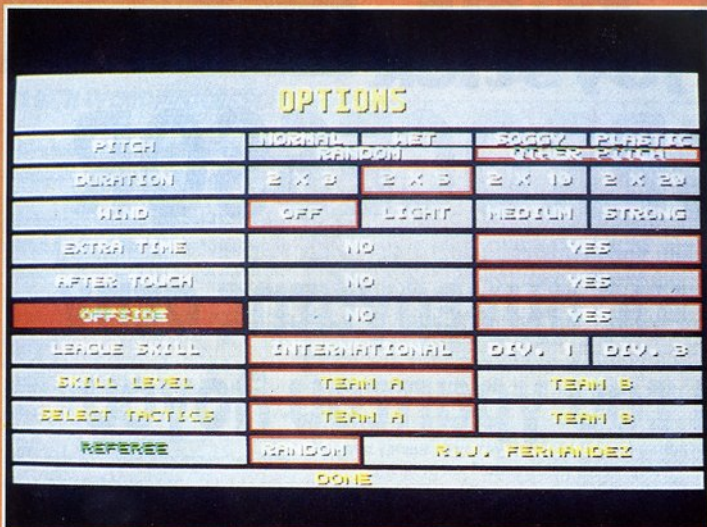 OPTIONS
PITCH NORMAL WET SOGGY PLASTIC
RANDOM OTHER PITCH
DURATION 2 X 3 2 X 5 2 X 10 2 X 20
WIND OFF LIGHT MEDIUM STRONG
EXTRA TIME NO YES
AFTER TOUCH NO YES
OFFSIDE NO YES
LEAGUE SKILL INTERNATIONAL DIV. 1 DIV. 3
SKILL LEVEL TEAM A TEAM B
SELECT TACTICS TEAM A TEAM B
REFEREE RANDOM R.J. FERNANDEZ
DONE